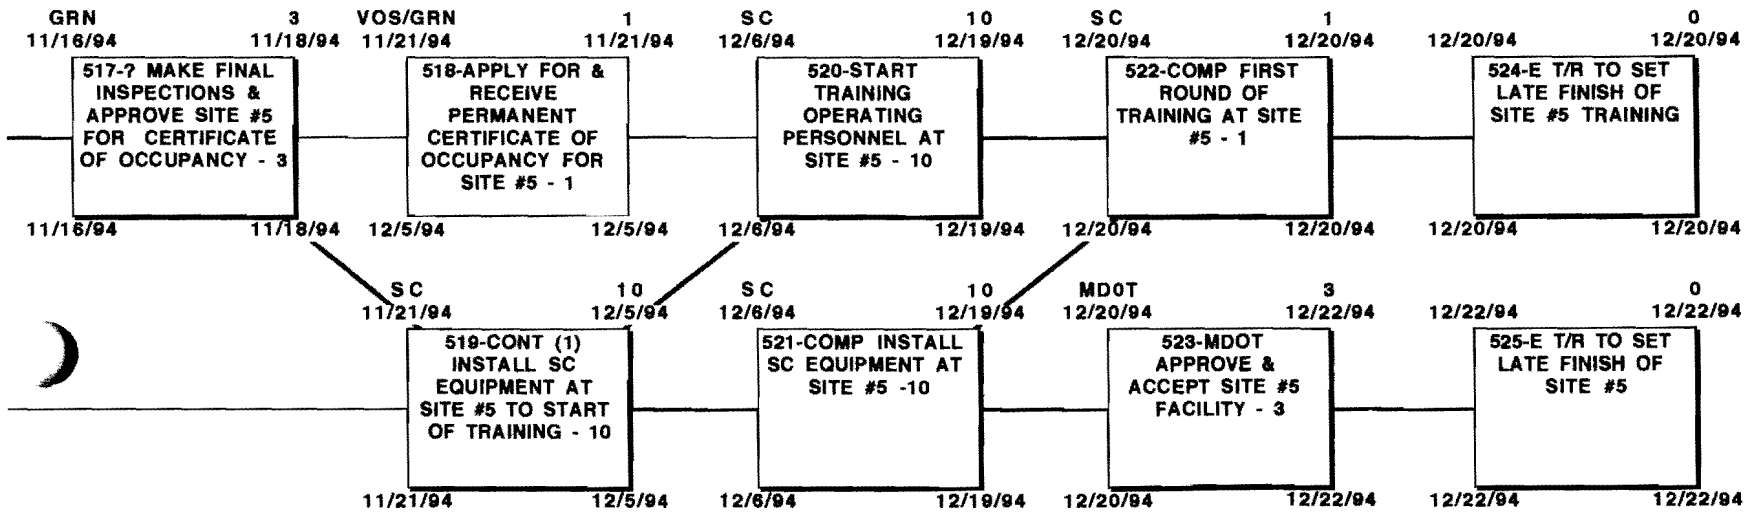 GRN 3 VOS/GRN 1 SC 10 SC 1 0
11/16/94 11/18/94 11/21/94 11/21/94 12/6/94 12/19/94 12/20/94 12/20/94 12/20/94 12/20/94
517-? MAKE FINAL
INSPECTIONS &
APPROVE SITE #5
FOR CERTIFICATE
OF OCCUPANCY - 3
518-APPLY FOR &
RECEIVE
PERMANENT
CERTIFICATE OF
OCCUPANCY FOR
SITE #5 - 1
520-START
TRAINING
OPERATING
PERSONNEL AT
SITE #5 - 10
522-COMP FIRST
ROUND OF
TRAINING AT SITE
#5 - 1
524-E T/R TO SET
LATE FINISH OF
SITE #5 TRAINING
11/16/94 11/18/94 12/5/94 12/5/94 12/6/94 12/19/94 12/20/94 12/20/94 12/20/94 12/20/94
SC 10 SC 10 MDOT 3 0
11/21/94 12/5/94 12/6/94 12/19/94 12/20/94 12/22/94 12/22/94 12/22/94
519-CONT (1)
INSTALL SC
EQUIPMENT AT
SITE #5 TO START
OF TRAINING - 10
521-COMP INSTALL
SC EQUIPMENT AT
SITE #5 -10
523-MDOT
APPROVE &
ACCEPT SITE #5
FACILITY - 3
525-E T/R TO SET
LATE FINISH OF
SITE #5
11/21/94 12/5/94 12/6/94 12/19/94 12/20/94 12/22/94 12/22/94 12/22/94